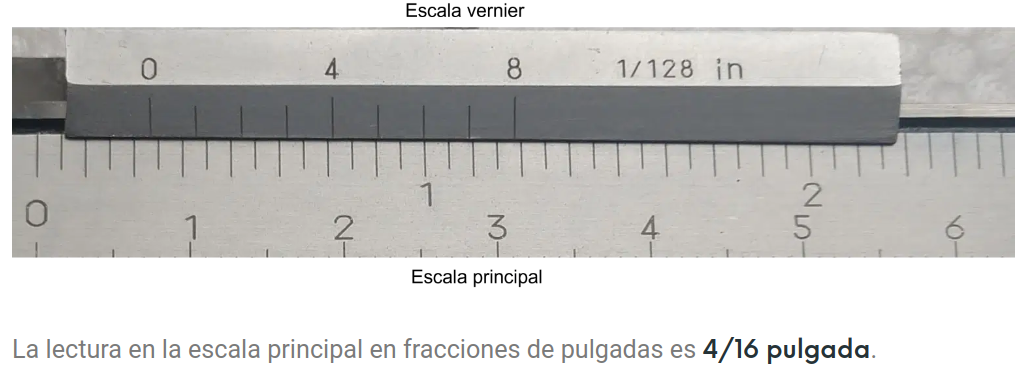 Escala vernier
0 4 8 1/128 in
1 2
0 1 2 3 4 5 6
Escala principal
La lectura en la escala principal en fracciones de pulgadas es 4/16 pulgada.